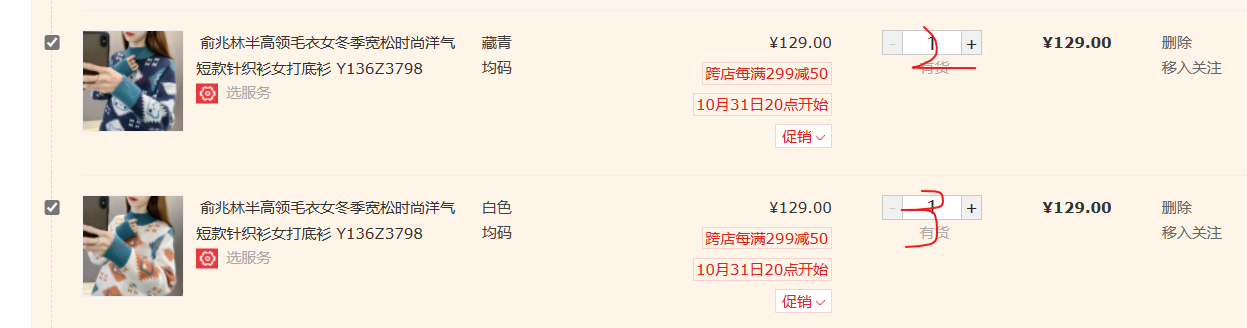 俞兆林半高领毛衣女冬季宽松时尚洋气 藏青 ¥129.00 - 1 + ¥129.00 删除
短款针织衫女打底衫 Y136Z3798 均码 跨店每满299减50 2 有货 移入关注
选服务
10月31日20点开始
促销
俞兆林半高领毛衣女冬季宽松时尚洋气 白色 ¥129.00 - 1 + ¥129.00 删除
短款针织衫女打底衫 Y136Z3798 均码 跨店每满299减50 3 有货 移入关注
选服务
10月31日20点开始
促销